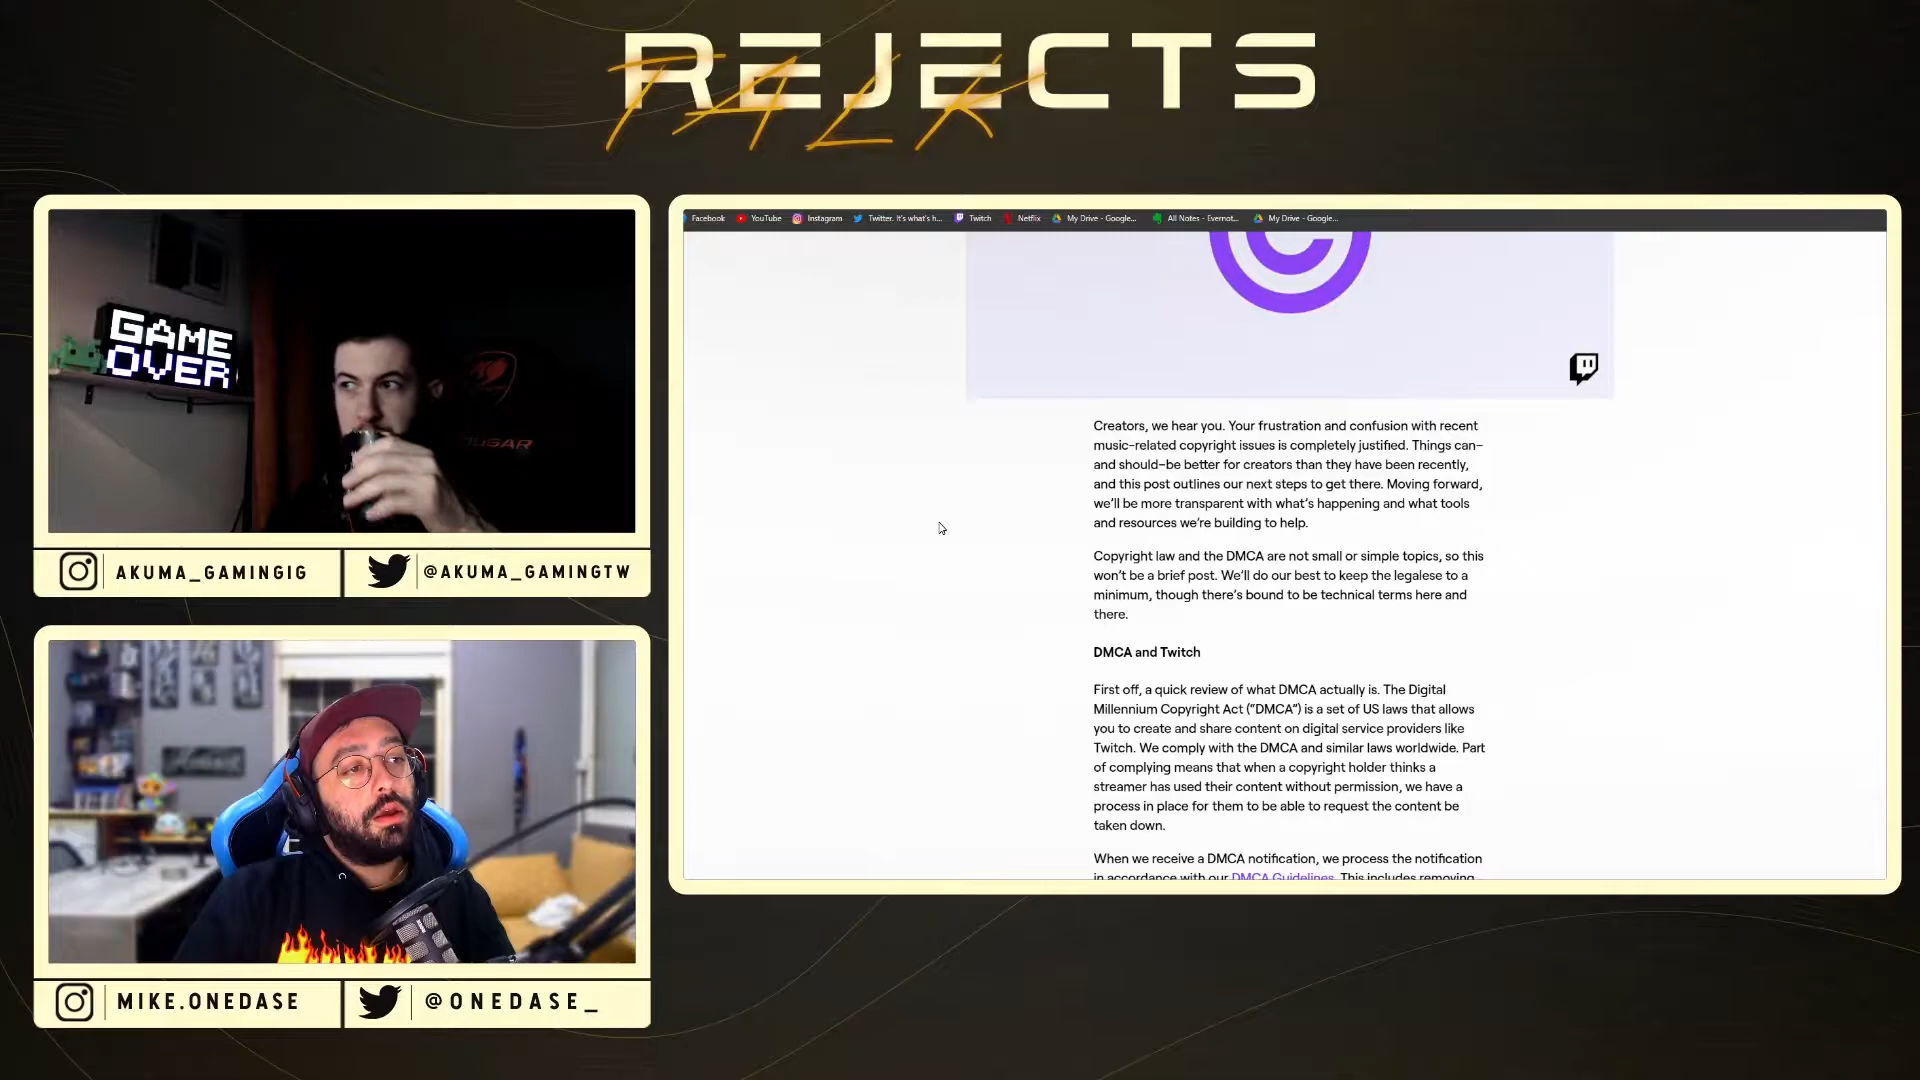 REJECTS
TALK
GAME
OVER
COUGAR
AKUMA_GAMINGIG
@AKUMA_GAMINGTW
MIKE.ONEDASE
@ONEDASE_
Facebook
YouTube
Instagram
Twitter. It's what's h...
Twitch
Netflix
My Drive - Google...
All Notes - Evernot...
My Drive - Google...
Creators, we hear you. Your frustration and confusion with recent
music-related copyright issues is completely justified. Things can–
and should–be better for creators than they have been recently,
and this post outlines our next steps to get there. Moving forward,
we’ll be more transparent with what’s happening and what tools
and resources we’re building to help.
Copyright law and the DMCA are not small or simple topics, so this
won’t be a brief post. We’ll do our best to keep the legalese to a
minimum, though there’s bound to be technical terms here and
there.
DMCA and Twitch
First off, a quick review of what DMCA actually is. The Digital
Millennium Copyright Act (“DMCA”) is a set of US laws that allows
you to create and share content on digital service providers like
Twitch. We comply with the DMCA and similar laws worldwide. Part
of complying means that when a copyright holder thinks a
streamer has used their content without permission, we have a
process in place for them to be able to request the content be
taken down.
When we receive a DMCA notification, we process the notification
in accordance with our DMCA Guidelines. This includes removing